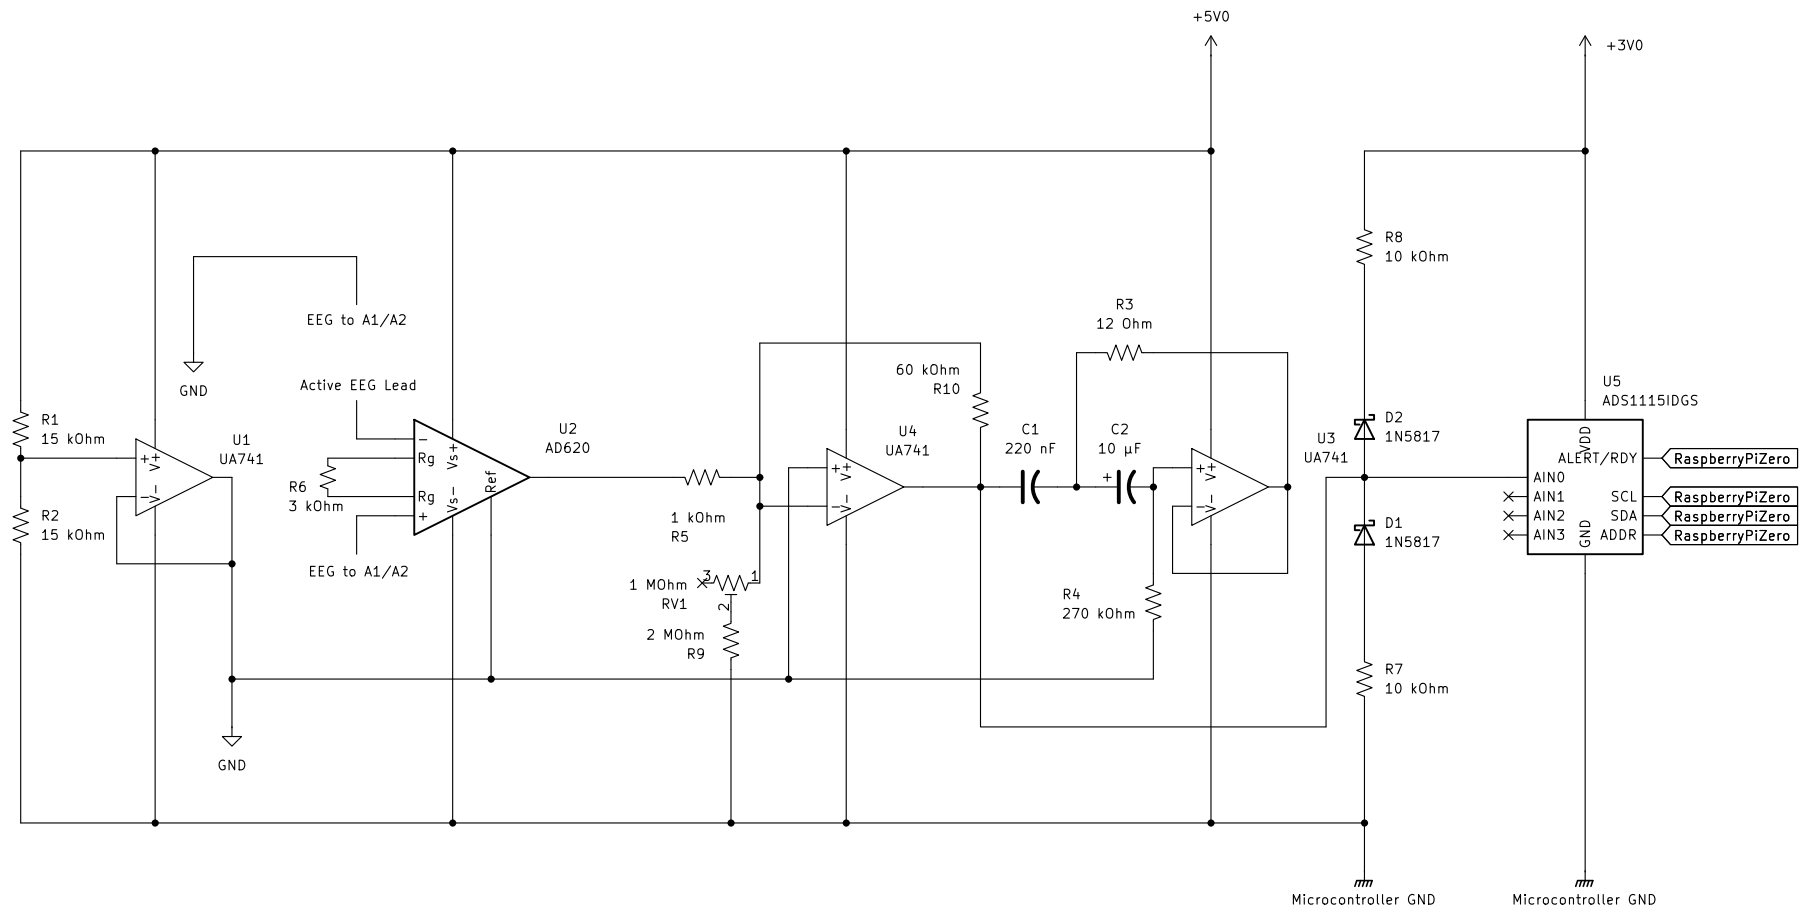 +5V0
+3V0
R8
10 kOhm
R3
12 Ohm
EEG to A1/A2
GND
Active EEG Lead
60 kOhm
R10
U5
ADS1115IDGS
R1
15 kOhm
U1
UA741
V+
+
V-
-
R2
15 kOhm
GND
U2
AD620
-
Rg
Rg
+
Vs+
Vs-
Ref
R6
3 kOhm
EEG to A1/A2
1 kOhm
R5
1 MOhm
RV1
3
1
2
2 MOhm
R9
U4
UA741
V+
+
V-
-
C1
220 nF
C2
10 µF
+
U3
UA741
V+
+
V-
-
R4
270 kOhm
D2
1N5817
D1
1N5817
R7
10 kOhm
VDD
ALERT/RDY
RaspberryPiZero
AIN0
AIN1
SCL
RaspberryPiZero
AIN2
SDA
RaspberryPiZero
AIN3
GND
ADDR
RaspberryPiZero
Microcontroller GND
Microcontroller GND